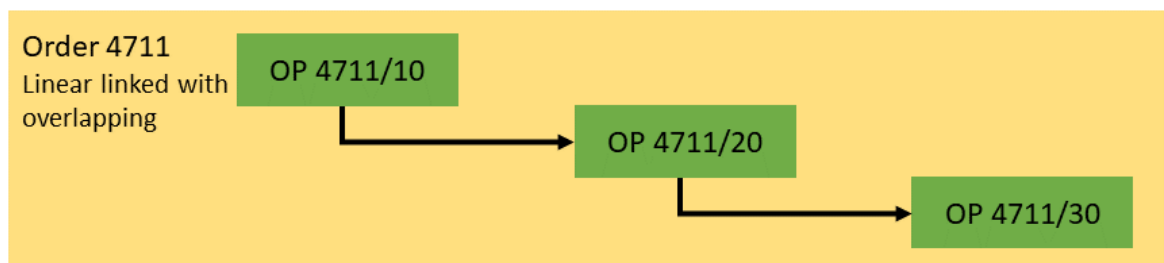 Order 4711
Linear linked with
overlapping
OP 4711/10
OP 4711/20
OP 4711/30